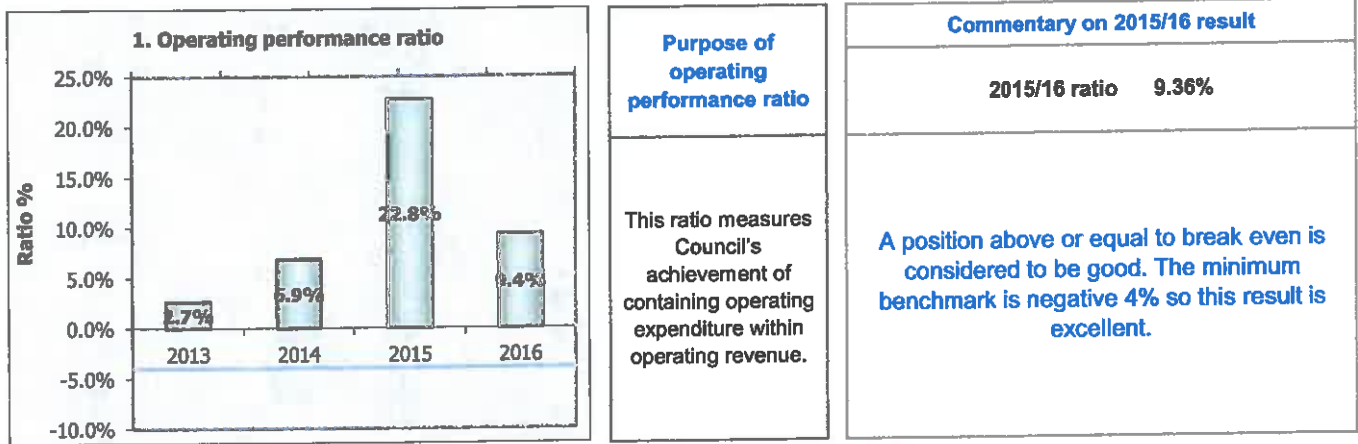 1. Operating performance ratio
Ratio %
25.0%
20.0%
15.0%
10.0%
5.0%
0.0%
-5.0%
-10.0%
2.7%
6.9%
22.8%
9.4%
2013
2014
2015
2016
Purpose of
operating
performance ratio
This ratio measures
Council's
achievement of
containing operating
expenditure within
operating revenue.
Commentary on 2015/16 result
2015/16 ratio 9.36%
A position above or equal to break even is
considered to be good. The minimum
benchmark is negative 4% so this result is
excellent.